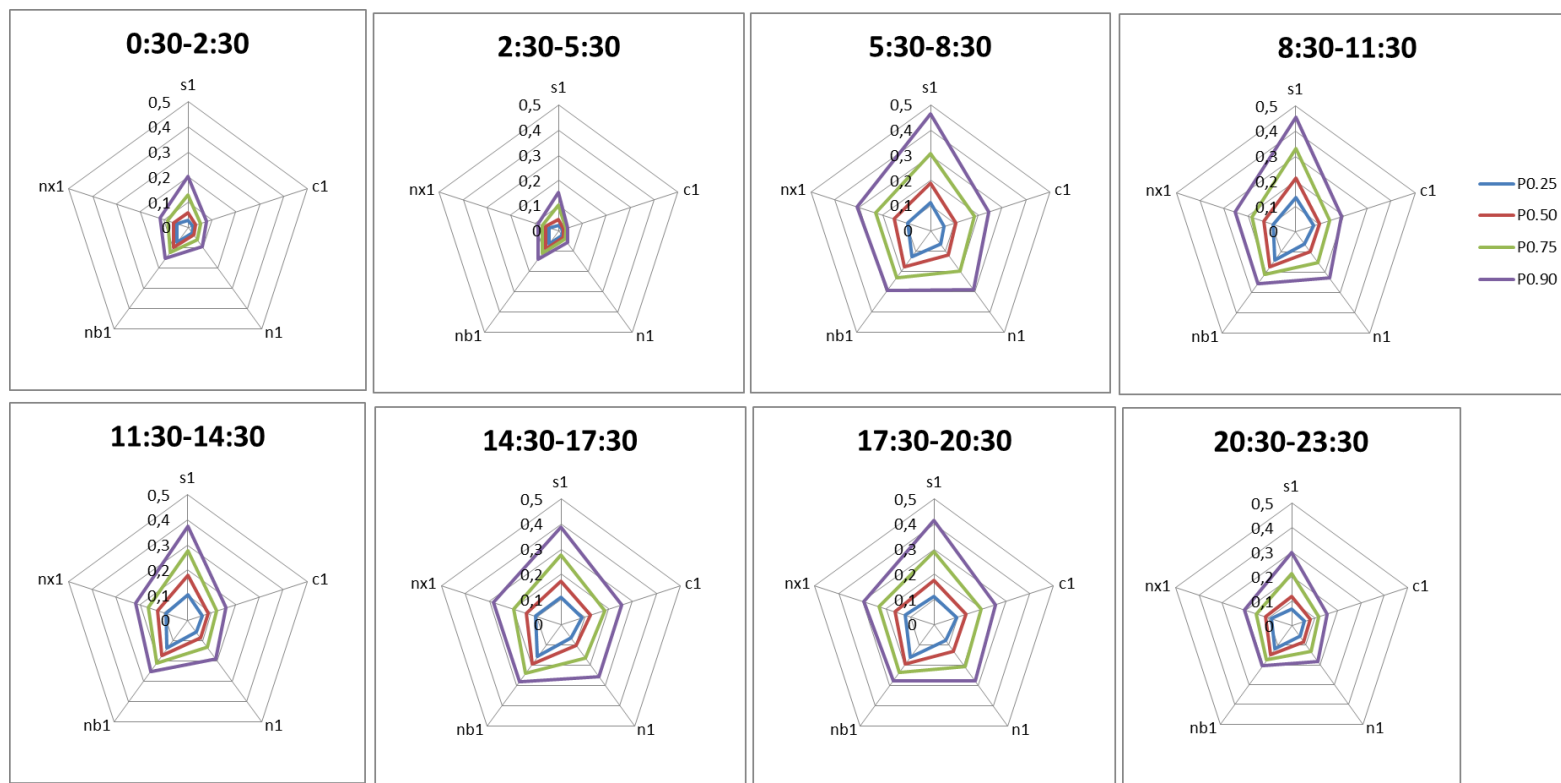 0:30-2:30
s1
0,5
0,4
0,3
0,2
0,1
0
nx1
c1
nb1
n1
2:30-5:30
s1
0,5
0,4
0,3
0,2
0,1
0
nx1
c1
nb1
n1
5:30-8:30
s1
0,5
0,4
0,3
0,2
0,1
0
nx1
c1
nb1
n1
8:30-11:30
s1
0,5
0,4
0,3
0,2
0,1
0
nx1
c1
nb1
n1
P0.25
P0.50
P0.75
P0.90
11:30-14:30
s1
0,5
0,4
0,3
0,2
0,1
0
nx1
c1
nb1
n1
14:30-17:30
s1
0,5
0,4
0,3
0,2
0,1
0
nx1
c1
nb1
n1
17:30-20:30
s1
0,5
0,4
0,3
0,2
0,1
0
nx1
c1
nb1
n1
20:30-23:30
s1
0,5
0,4
0,3
0,2
0,1
0
nx1
c1
nb1
n1